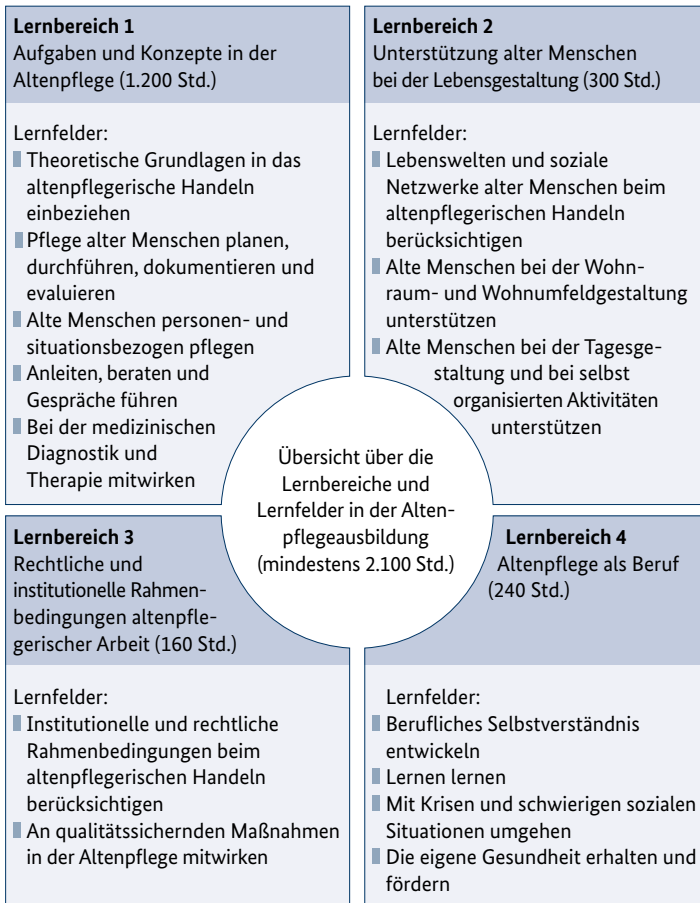 Lernbereich 1
Aufgaben und Konzepte in der
Altenpflege (1.200 Std.)
Lernfelder:
Theoretische Grundlagen in das
altenpflegerische Handeln
einbeziehen
Pflege alter Menschen planen,
durchführen, dokumentieren und
evaluieren
Alte Menschen personen- und
situationsbezogen pflegen
Anleiten, beraten und
Gespräche führen
Bei der medizinischen
Diagnostik und
Therapie mitwirken
Lernbereich 2
Unterstützung alter Menschen
bei der Lebensgestaltung (300 Std.)
Lernfelder:
Lebenswelten und soziale
Netzwerke alter Menschen beim
altenpflegerischen Handeln
berücksichtigen
Alte Menschen bei der Wohn-
raum- und Wohnumfeldgestaltung
unterstützen
Alte Menschen bei der Tagesge-
staltung und bei selbst
organisierten Aktivitäten
unterstützen
Übersicht über die
Lernbereiche und
Lernfelder in der Alten-
pflegeausbildung
(mindestens 2.100 Std.)
Lernbereich 3
Rechtliche und
institutionelle Rahmen-
bedingungen altenpfle-
gerischer Arbeit (160 Std.)
Lernfelder:
Institutionelle und rechtliche
Rahmenbedingungen beim
altenpflegerischen Handeln
berücksichtigen
An qualitätssichernden Maßnahmen
in der Altenpflege mitwirken
Lernbereich 4
Altenpflege als Beruf
(240 Std.)
Lernfelder:
Berufliches Selbstverständnis
entwickeln
Lernen lernen
Mit Krisen und schwierigen sozialen
Situationen umgehen
Die eigene Gesundheit erhalten und
fördern